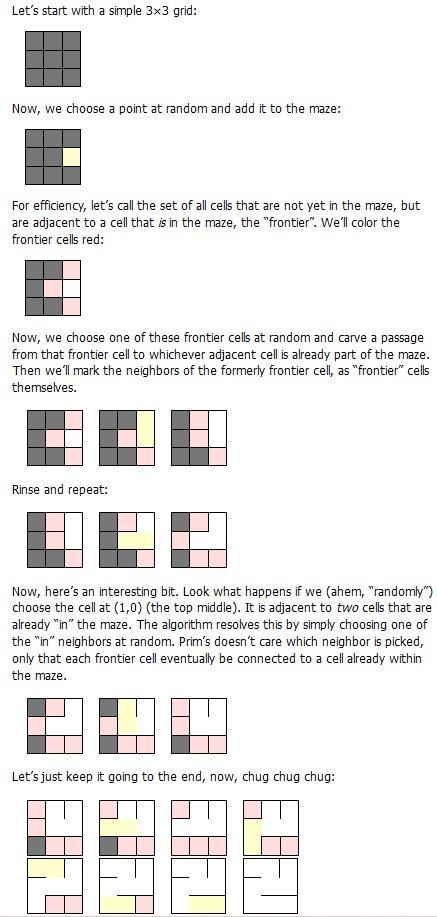 Let's start with a simple 3×3 grid:
Now, we choose a point at random and add it to the maze:
For efficiency, let's call the set of all cells that are not yet in the maze, but
are adjacent to a cell that is in the maze, the "frontier". We'll color the
frontier cells red:
Now, we choose one of these frontier cells at random and carve a passage
from that frontier cell to whichever adjacent cell is already part of the maze.
Then we'll mark the neighbors of the formerly frontier cell, as "frontier" cells
themselves.
Rinse and repeat:
Now, here's an interesting bit. Look what happens if we (ahem, "randomly")
choose the cell at (1,0) (the top middle). It is adjacent to two cells that are
already "in" the maze. The algorithm resolves this by simply choosing one of
the "in" neighbors at random. Prim's doesn't care which neighbor is picked,
only that each frontier cell eventually be connected to a cell already within
the maze.
Let's just keep it going to the end, now, chug chug chug: